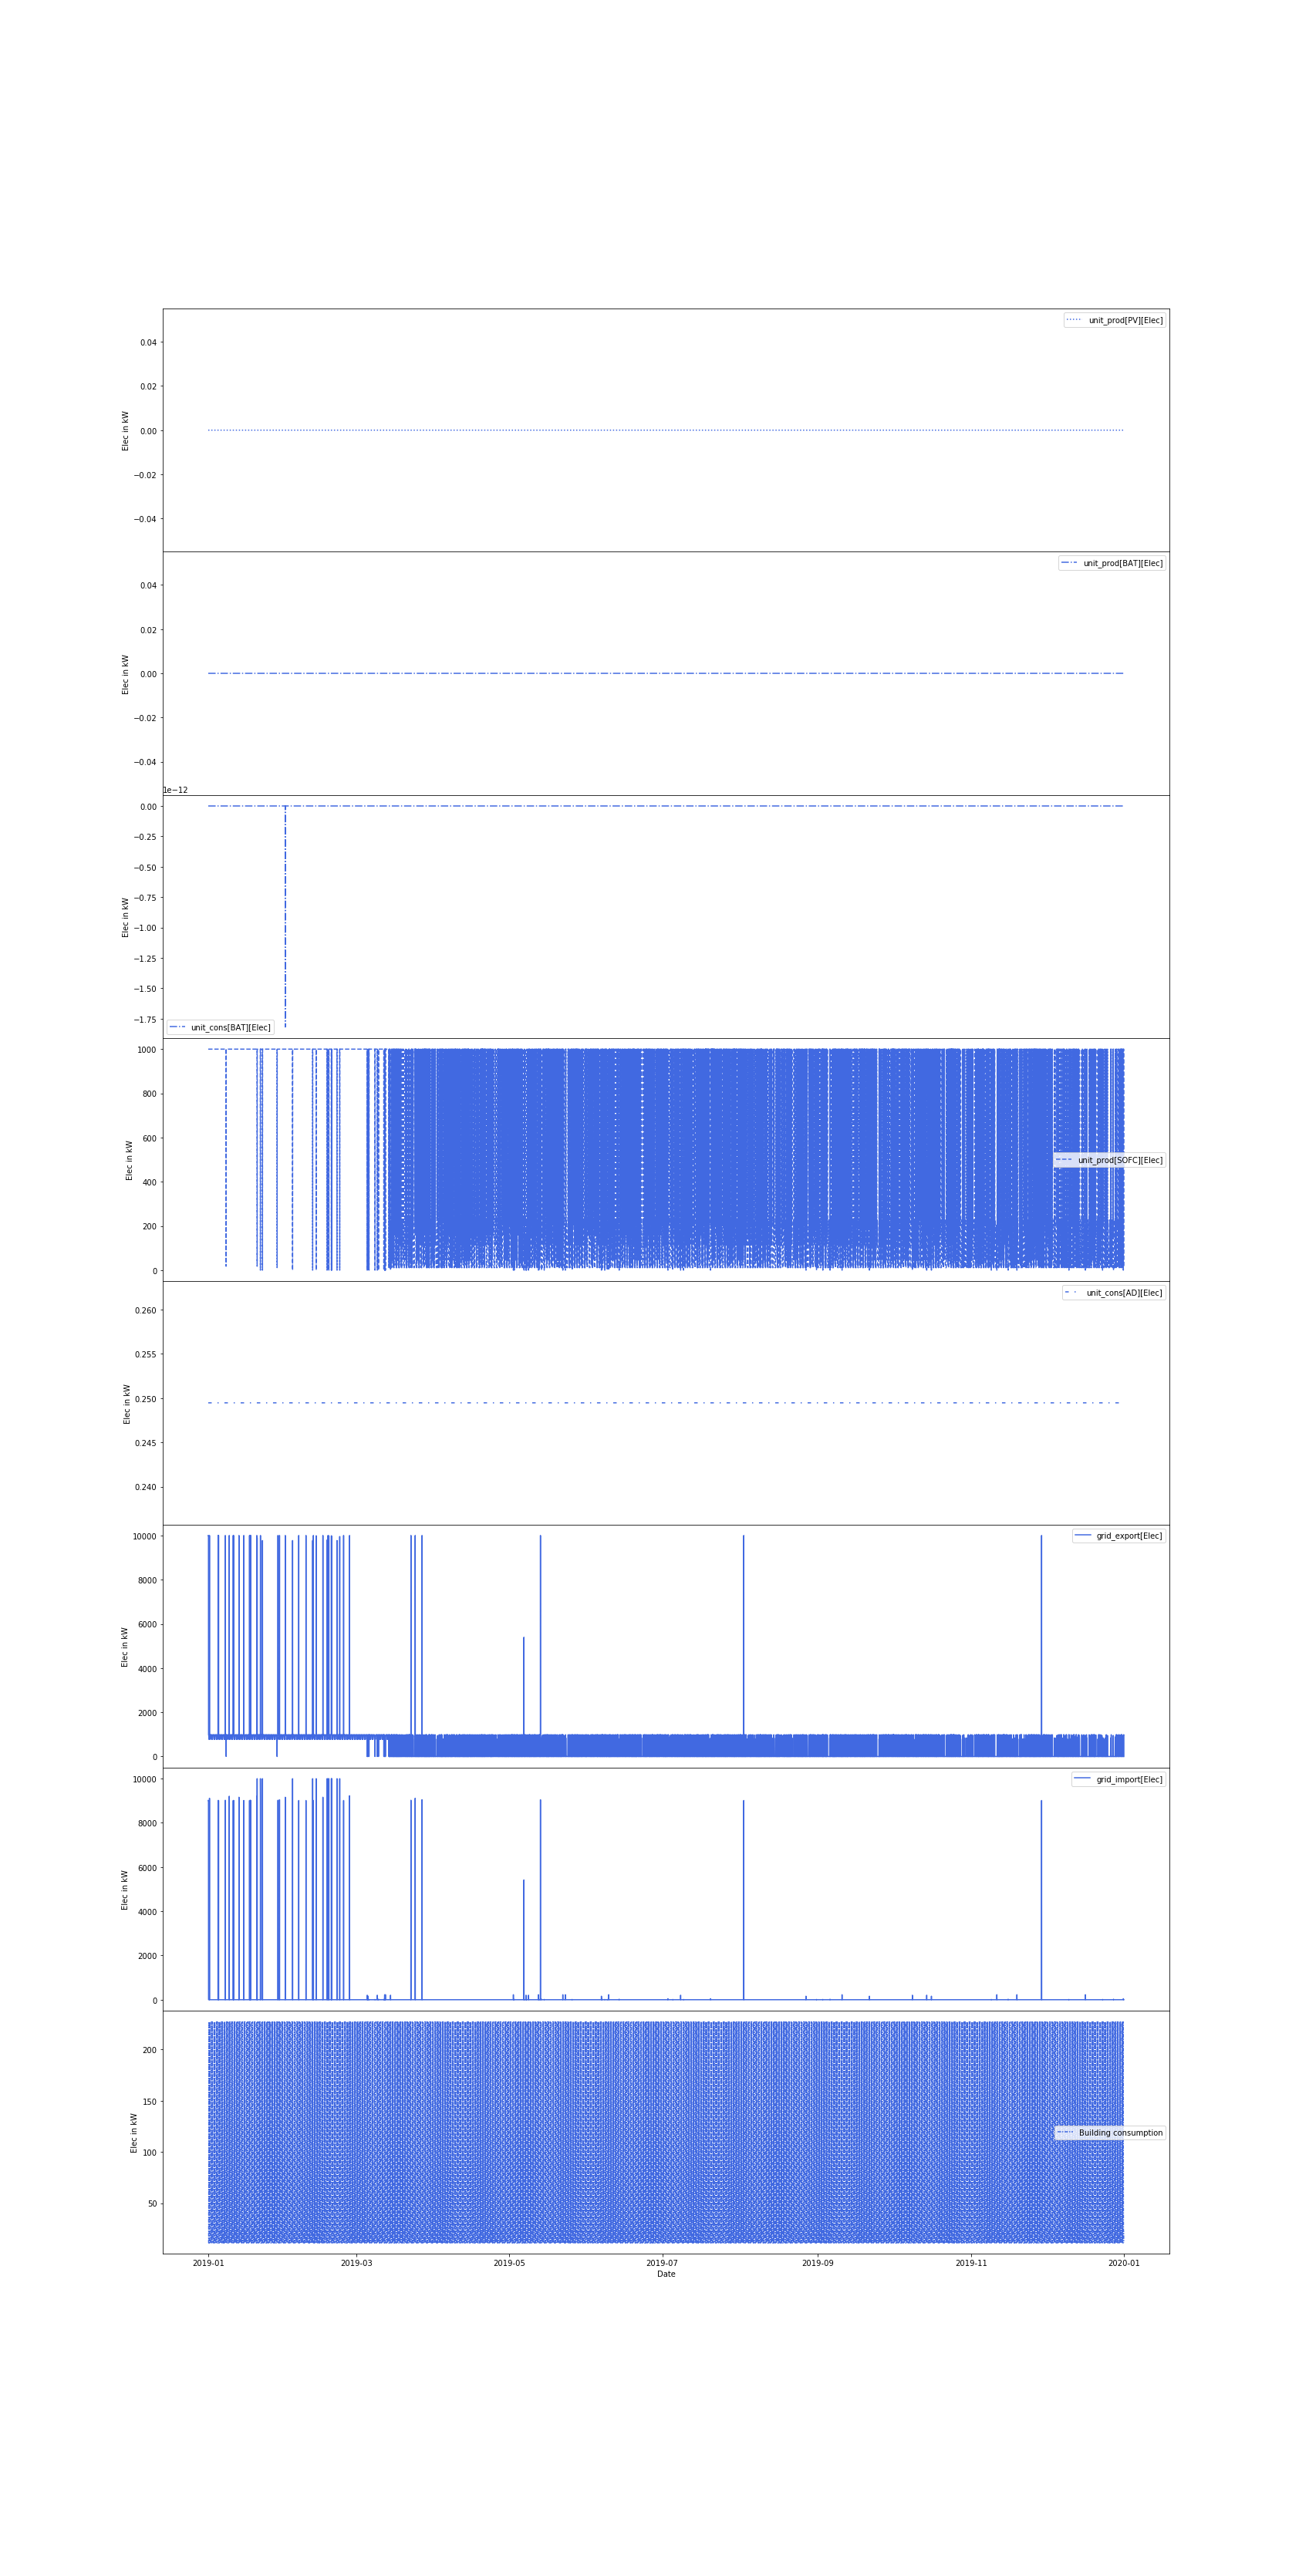 unit_prod[PV][Elec]
0.04
0.02
0.00
−0.02
−0.04
Elec in kW
unit_prod[BAT][Elec]
0.04
0.02
0.00
−0.02
−0.04
Elec in kW
1e−12
0.00
−0.25
−0.50
−0.75
−1.00
−1.25
−1.50
−1.75
Elec in kW
unit_cons[BAT][Elec]
1000
800
600
400
200
0
Elec in kW
unit_prod[SOFC][Elec]
unit_cons[AD][Elec]
0.260
0.255
0.250
0.245
0.240
Elec in kW
grid_export[Elec]
10000
8000
6000
4000
2000
0
Elec in kW
grid_import[Elec]
10000
8000
6000
4000
2000
0
Elec in kW
200
150
100
50
Elec in kW
Building consumption
2019-01 2019-03 2019-05 2019-07 2019-09 2019-11 2020-01
Date